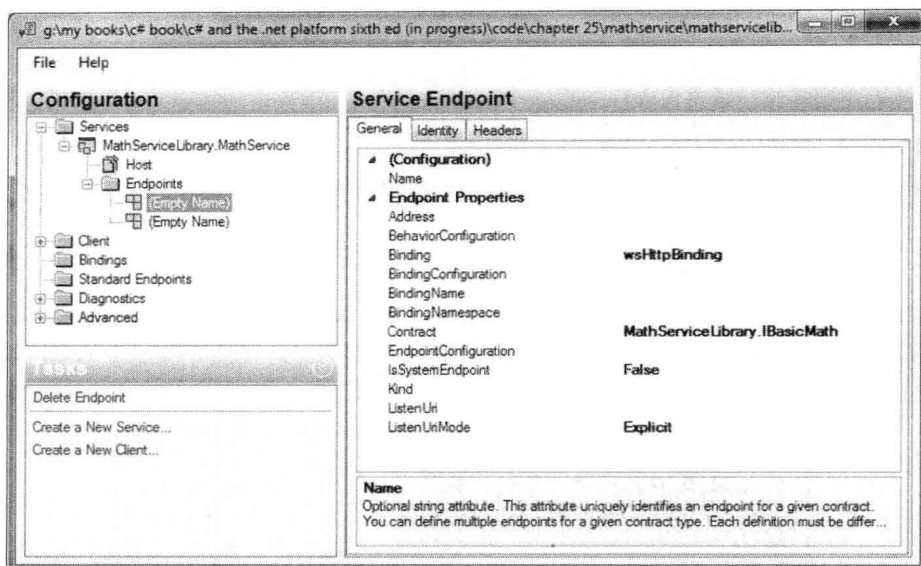 g:\my books\c# book\c# and the .net platform sixth ed (in progress)\code\chapter 25\mathservice\mathservicelib...
File Help
Configuration
Services
MathServiceLibrary.MathService
Host
Endpoints
(Empty Name)
(Empty Name)
Client
Bindings
Standard Endpoints
Diagnostics
Advanced
Tasks
Delete Endpoint
Create a New Service...
Create a New Client...
Service Endpoint
General Identity Headers
(Configuration)
Name
Endpoint Properties
Address
BehaviorConfiguration
Binding wsHttpBinding
BindingConfiguration
BindingName
BindingNamespace
Contract MathServiceLibrary.IBasicMath
EndpointConfiguration
IsSystemEndpoint False
Kind
ListenUri
ListenUriMode Explicit
Name
Optional string attribute. This attribute uniquely identifies an endpoint for a given contract.
You can define multiple endpoints for a given contract type. Each definition must be differ...